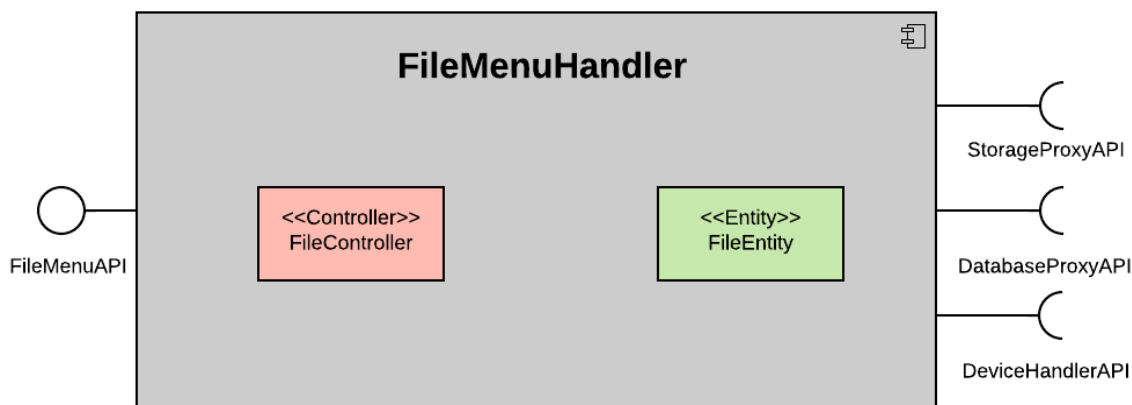 FileMenuHandler
StorageProxyAPI
<<Controller>>
FileController
<<Entity>>
FileEntity
FileMenuAPI
DatabaseProxyAPI
DeviceHandlerAPI